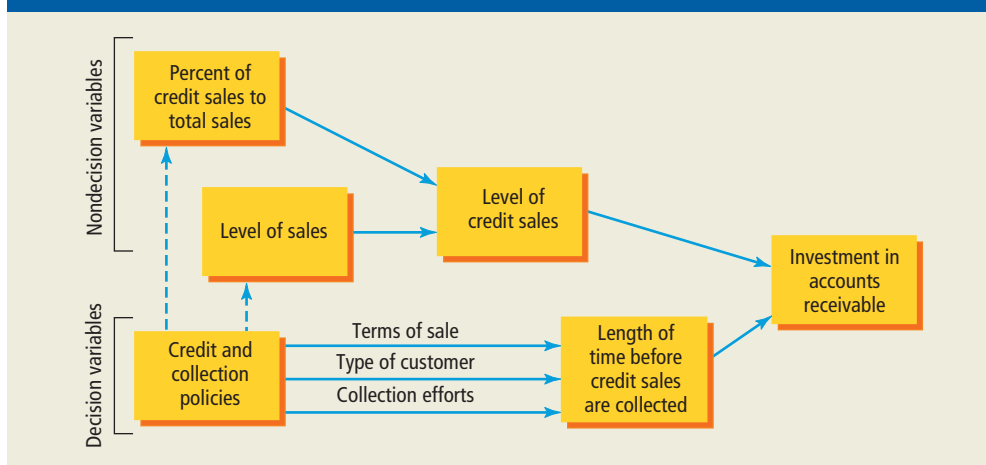 Nondecision variables
Percent of
credit sales to
total sales
Level of sales
Level of
credit sales
Investment in
accounts
receivable
Decision variables
Credit and
collection
policies
Terms of sale
Type of customer
Collection efforts
Length of
time before
credit sales
are collected